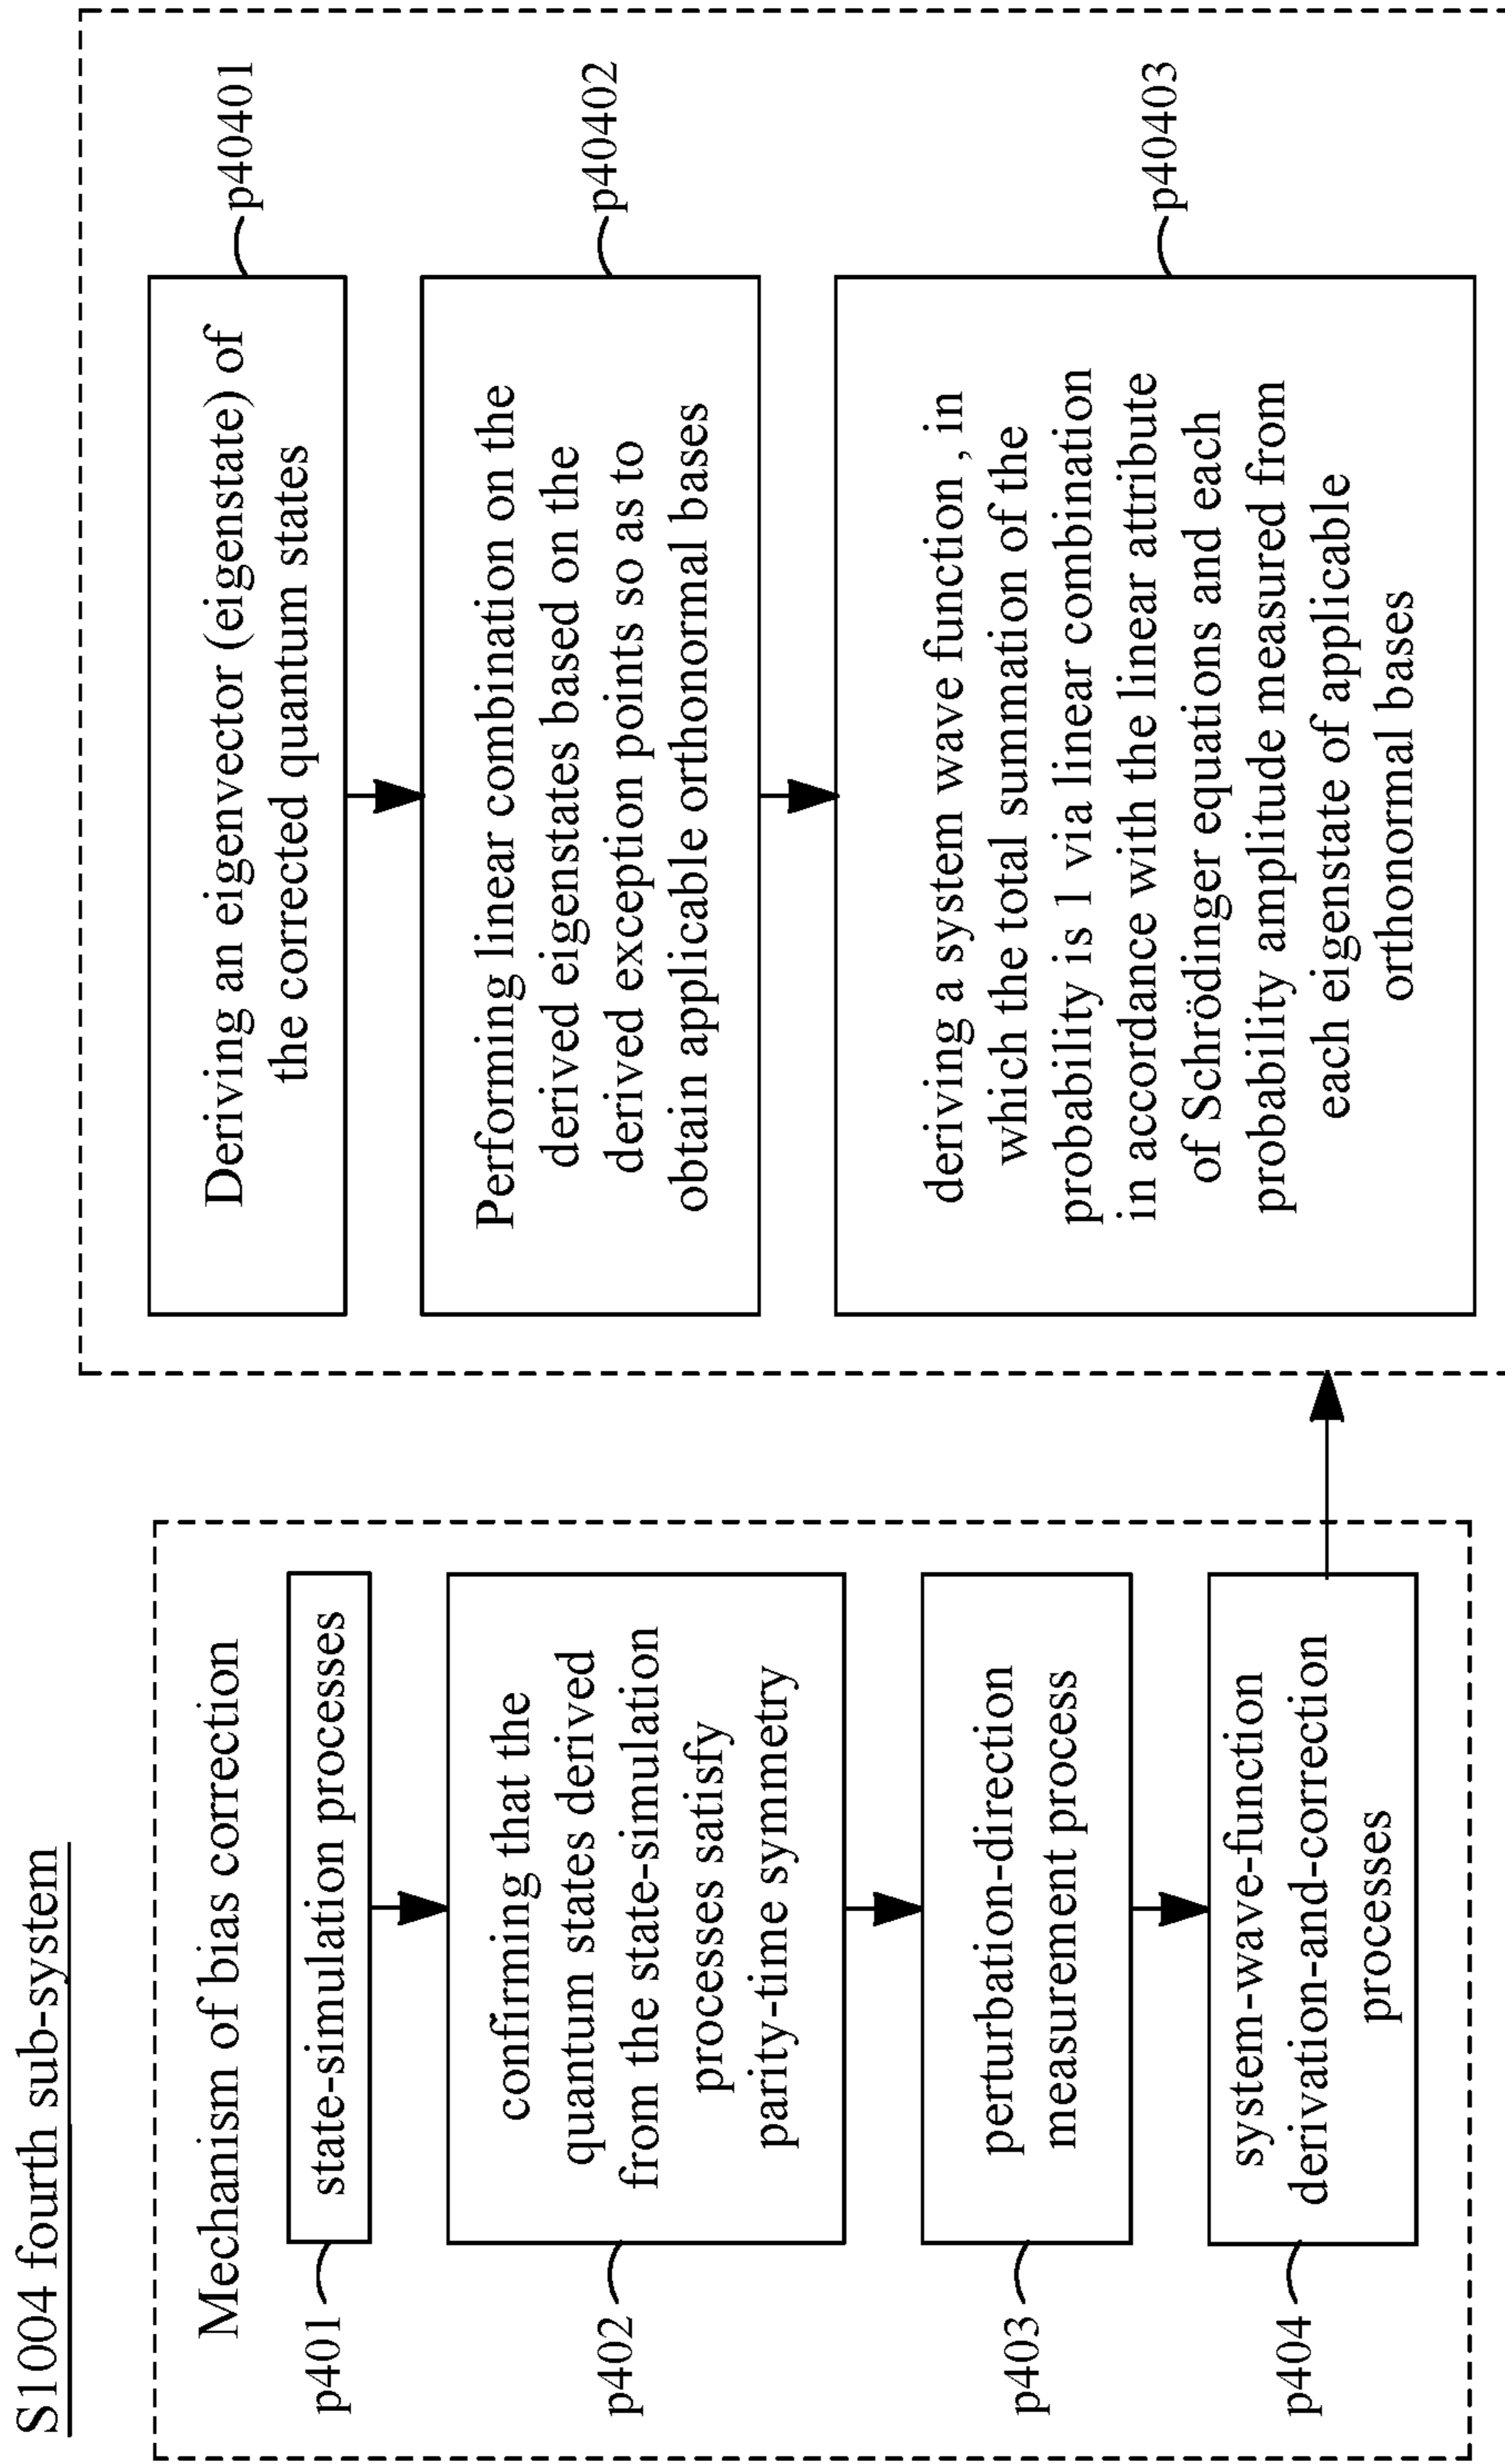 S1004 fourth sub-system
Mechanism of bias correction
p401
state-simulation processes
p402
confirming that the
quantum states derived
from the state-simulation
processes satisfy
parity-time symmetry
p403
perturbation-direction
measurement process
p404
system-wave-function
derivation-and-correction
processes
Deriving an eigenvector (eigenstate) of
the corrected quantum states
p40401
Performing linear combination on the
derived eigenstates based on the
derived exception points so as to
obtain applicable orthonormal bases
p40402
deriving a system wave function , in
which the total summation of the
probability is 1 via linear combination
in accordance with the linear attribute
of Schrödinger equations and each
probability amplitude measured from
each eigenstate of applicable
orthonormal bases
p40403